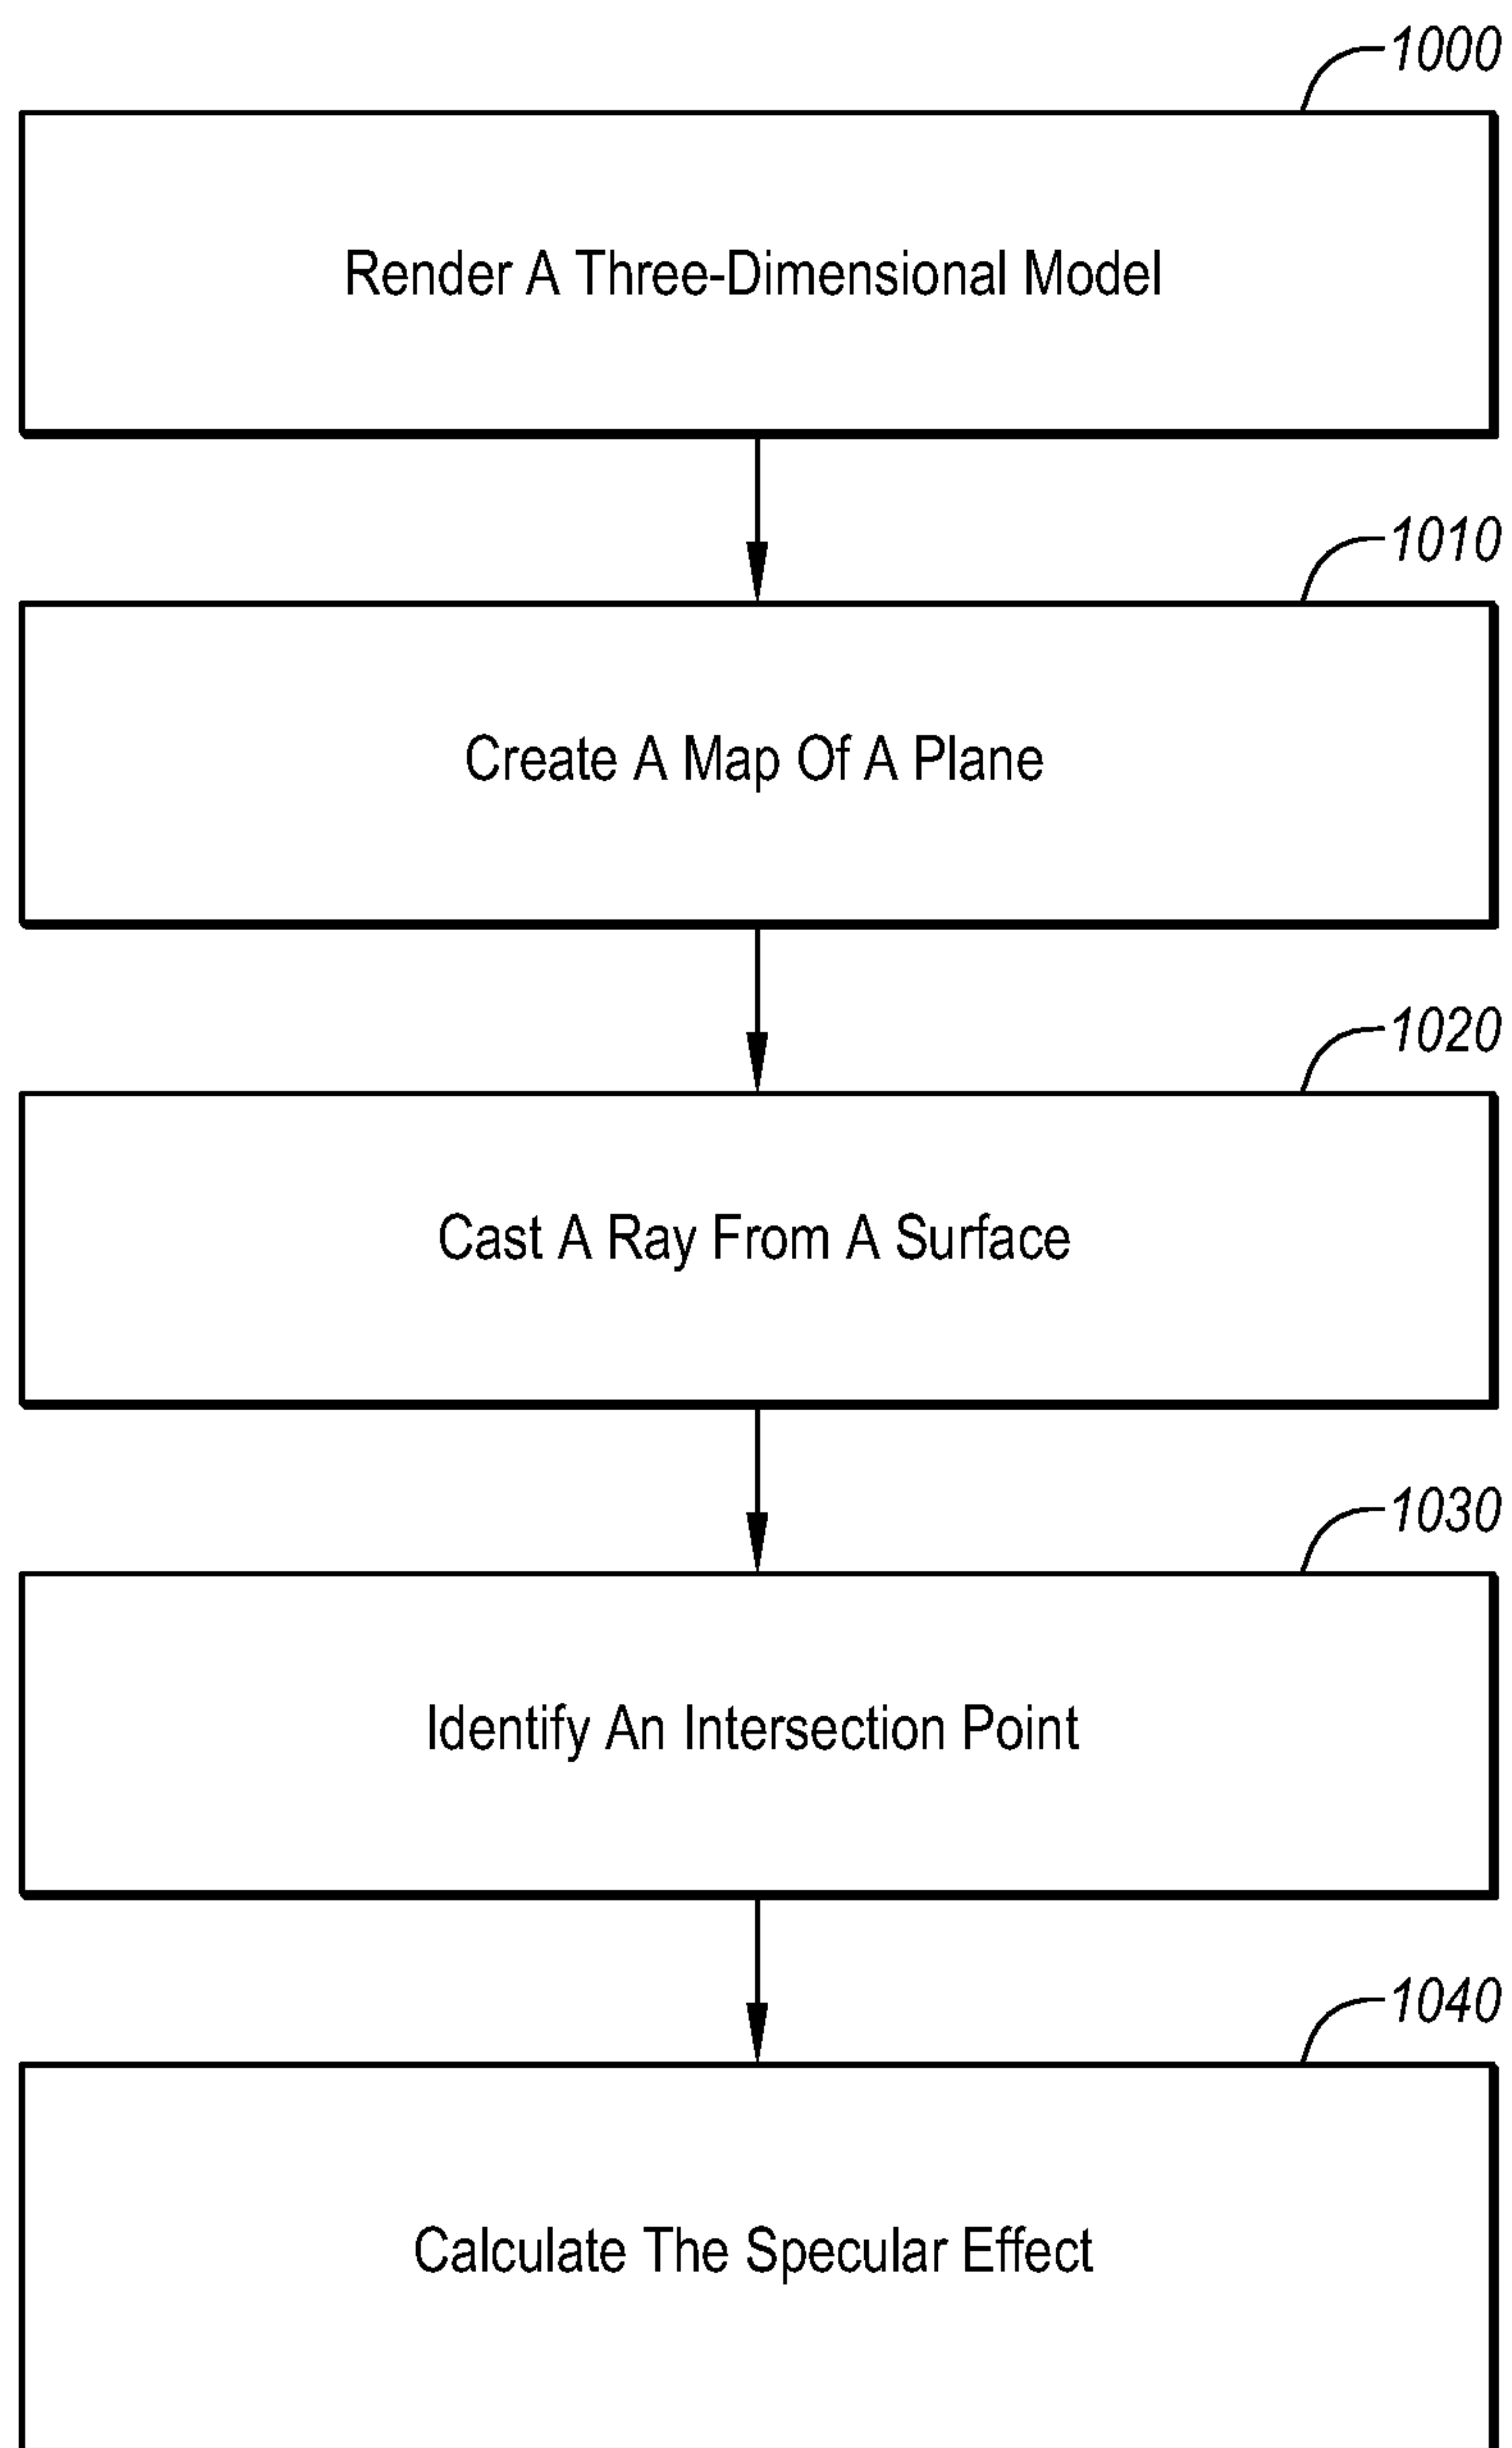 1000
Render A Three-Dimensional Model
1010
Create A Map Of A Plane
1020
Cast A Ray From A Surface
1030
Identify An Intersection Point
1040
Calculate The Specular Effect